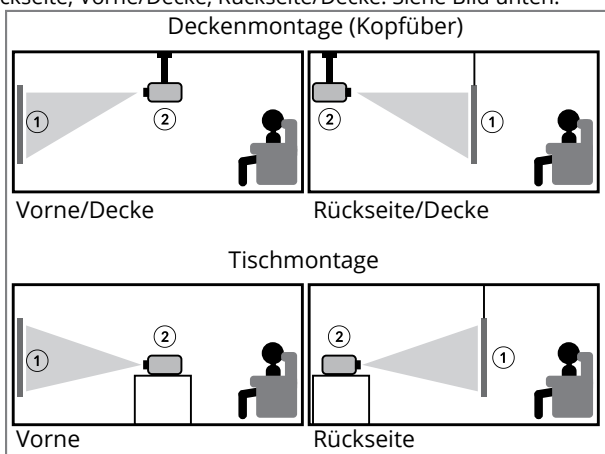 ckseite, Vorne/Decke, Rückseite/Decke. Siehe Bild unten.
Deckenmontage (Kopfüber)
① ② ② ①
Vorne/Decke
Rückseite/Decke
Tischmontage
② ②
① ①
Vorne
Rückseite